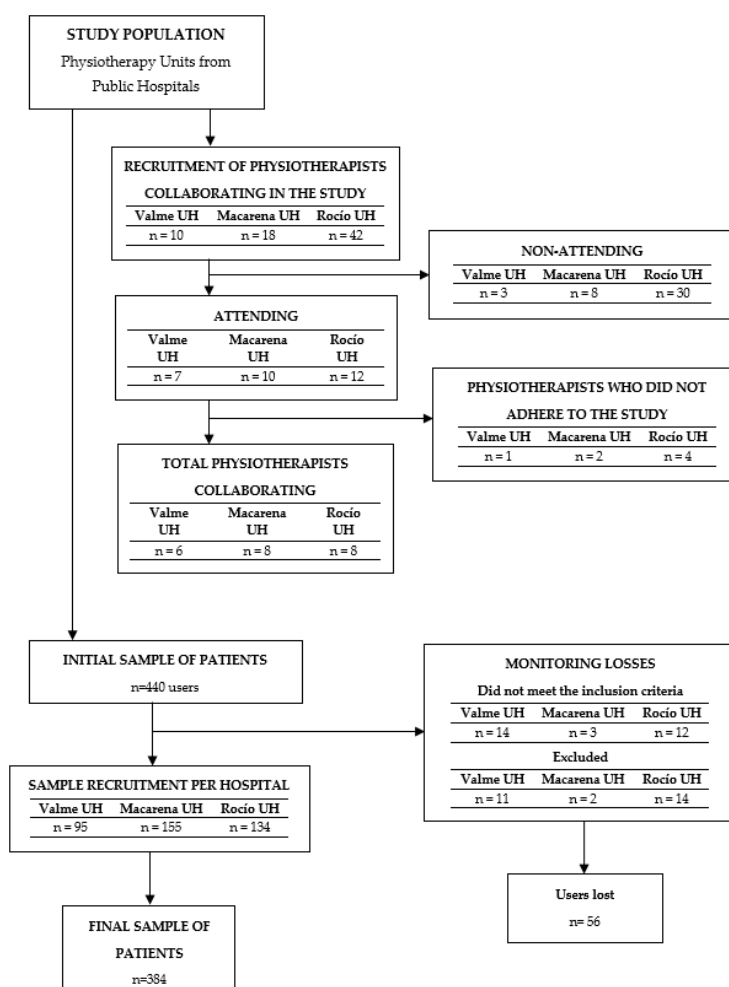 STUDY POPULATION
Physiotherapy Units from
Public Hospitals
RECRUITMENT OF PHYSIOTHERAPISTS
COLLABORATING IN THE STUDY
Valme UH Macarena UH Rocío UH
n = 10 n = 18 n = 42
NON-ATTENDING
Valme UH Macarena UH Rocío UH
n = 3 n = 8 n = 30
ATTENDING
Valme Macarena Rocío
UH UH UH
n = 7 n = 10 n = 12
PHYSIOTHERAPISTS WHO DID NOT
ADHERE TO THE STUDY
Valme UH Macarena UH Rocío UH
n = 1 n = 2 n = 4
TOTAL PHYSIOTHERAPISTS
COLLABORATING
Valme Macarena Rocío
UH UH UH
n = 6 n = 8 n = 8
INITIAL SAMPLE OF PATIENTS
n=440 users
MONITORING LOSSES
Did not meet the inclusion criteria
Valme UH Macarena UH Rocío UH
n = 14 n = 3 n = 12
Excluded
Valme UH Macarena UH Rocío UH
n = 11 n = 2 n = 14
SAMPLE RECRUITMENT PER HOSPITAL
Valme UH Macarena UH Rocío UH
n = 95 n = 155 n = 134
Users lost
n= 56
FINAL SAMPLE OF
PATIENTS
n=384